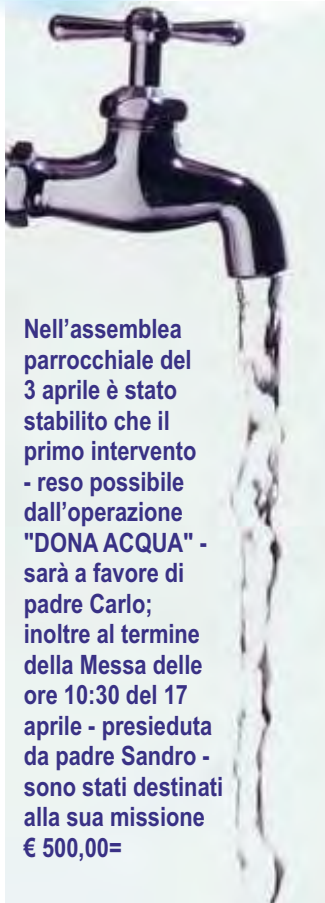 Nell’assemblea
parrocchiale del
3 aprile è stato
stabilito che il
primo intervento
- reso possibile
dall’operazione
"DONA ACQUA" -
sarà a favore di
padre Carlo;
inoltre al termine
della Messa delle
ore 10:30 del 17
aprile - presieduta
da padre Sandro -
sono stati destinati
alla sua missione
€ 500,00=